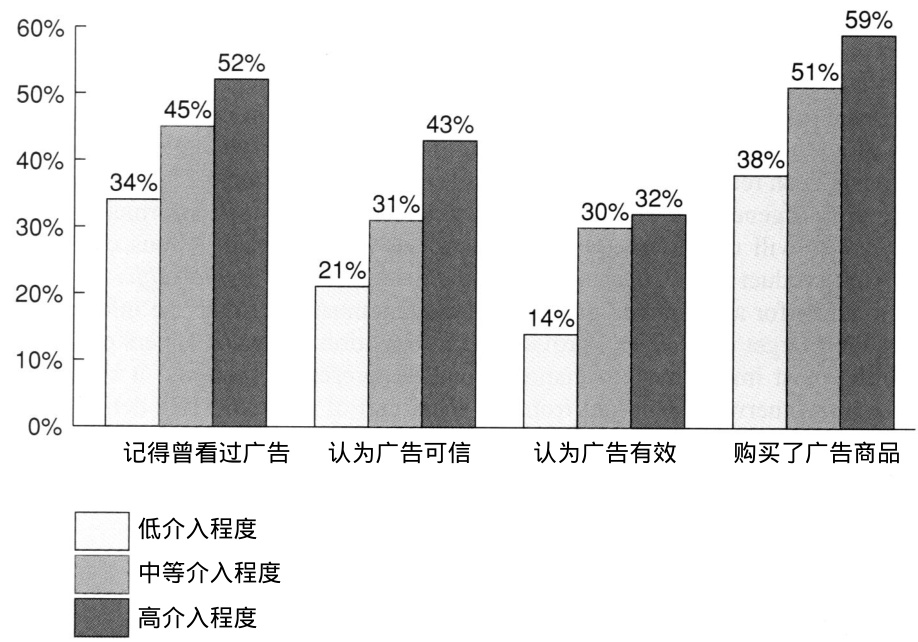 60%
50%
40%
30%
20%
10%
0%
34%
45%
52%
21%
31%
43%
14%
30%
32%
38%
51%
59%
记得曾看过广告
认为广告可信
认为广告有效
购买了广告商品
低介入程度
中等介入程度
高介入程度